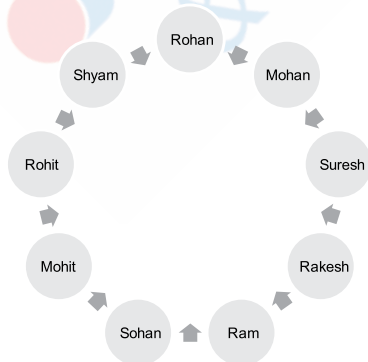 Rohan
Mohan
Suresh
Rakesh
Ram
Sohan
Mohit
Rohit
Shyam